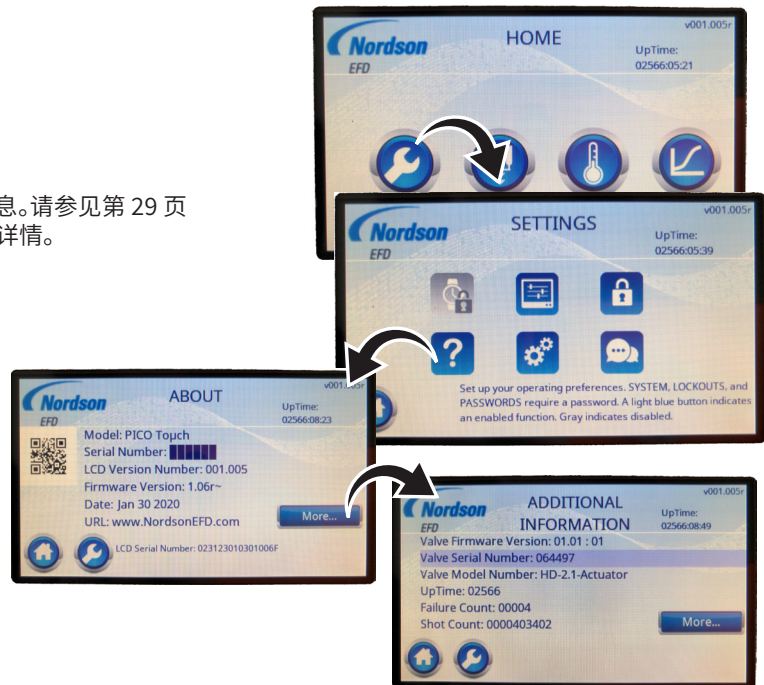 v001.005r
Nordson
EFD
HOME
UpTime:
02566:05:21
息。请参见第 29 页
详情。
v001.005r
Nordson
EFD
SETTINGS
UpTime:
02566:05:39
?
Set up your operating preferences. SYSTEM, LOCKOUTS, and
PASSWORDS require a password. A light blue button indicates
an enabled function. Gray indicates disabled.
Nordson
EFD
ABOUT
UpTime:
02566:08:23
Model: PICO Touch
Serial Number:
LCD Version Number: 001.005
Firmware Version: 1.06r~
Date: Jan 30 2020
URL: www.NordsonEFD.com
More...
LCD Serial Number: 023123010301006F
v001.005r
Nordson
EFD
ADDITIONAL
INFORMATION
UpTime:
02566:08:49
Valve Firmware Version: 01.01 : 01
Valve Serial Number: 064497
Valve Model Number: HD-2.1-Actuator
UpTime: 02566
Failure Count: 00004
Shot Count: 0000403402
More...